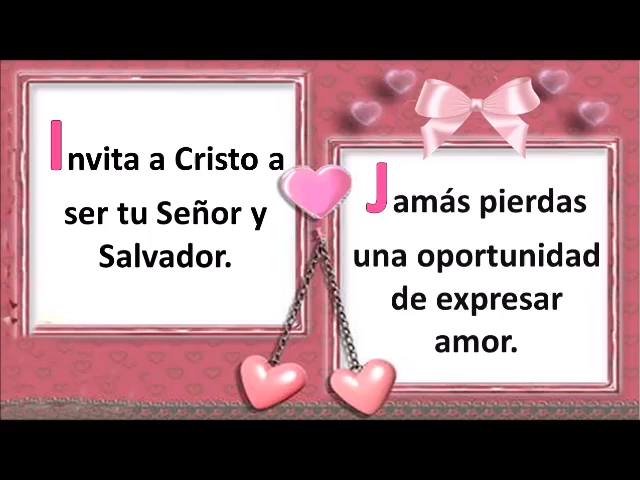 Invita a Cristo a
ser tu Señor y
Salvador.
Jamás pierdas
una oportunidad
de expresar
amor.